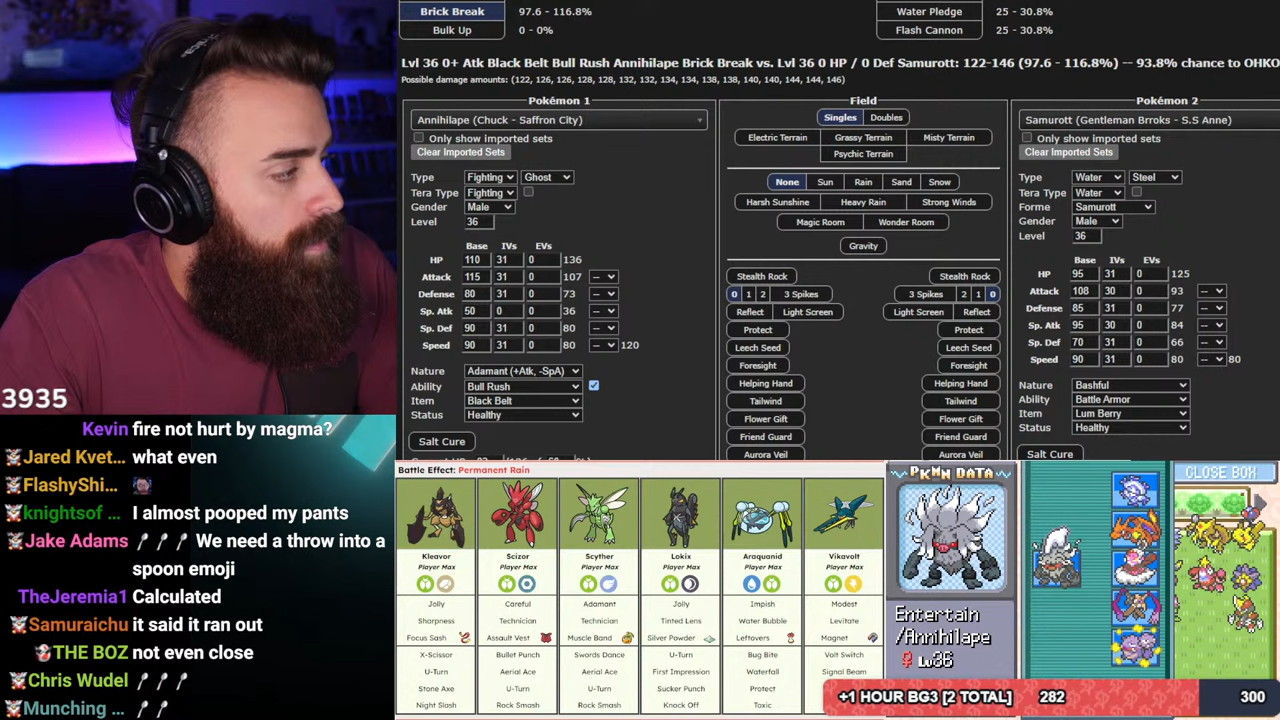 Brick Break 97.6 - 116.8%
Bulk Up 0 - 0%
Water Pledge 25 - 30.8%
Flash Cannon 25 - 30.8%
Lvl 36 0+ Atk Black Belt Bull Rush Annihilape Brick Break vs. Lvl 36 0 HP / 0 Def Samurott: 122-146 (97.6 - 116.8%) -- 93.8% chance to OHKO
Possible damage amounts: (122, 126, 126, 128, 128, 132, 132, 134, 134, 138, 138, 140, 140, 144, 144, 146)
Pokémon 1
Annihilape (Chuck - Saffron City)
Only show imported sets
Clear Imported Sets
Type Fighting Ghost
Tera Type Fighting
Gender Male
Level 36
Base IVs EVs
HP 110 31 0 136
Attack 115 31 0 107 --
Defense 80 31 0 73 --
Sp. Atk 50 31 0 36 --
Sp. Def 90 31 0 80 --
Speed 90 31 0 80 -- 120
Nature Adamant (+Atk, -SpA)
Ability Bull Rush
Item Black Belt
Status Healthy
Salt Cure
Field
Singles Doubles
Electric Terrain Grassy Terrain Misty Terrain
Psychic Terrain
None Sun Rain Sand Snow
Harsh Sunshine Heavy Rain Strong Winds
Magic Room Wonder Room
Gravity
Stealth Rock Stealth Rock
0 1 2 3 Spikes 3 Spikes 2 1 0
Reflect Light Screen Light Screen Reflect
Protect Protect
Leech Seed Leech Seed
Foresight Foresight
Helping Hand Helping Hand
Tailwind Tailwind
Flower Gift Flower Gift
Friend Guard Friend Guard
Aurora Veil Aurora Veil
Pokémon 2
Samurott (Gentleman Brroks - S.S Anne)
Only show imported sets
Clear Imported Sets
Type Water Steel
Tera Type Water
Forme Samurott
Gender Male
Level 36
Base IVs EVs
HP 95 31 0 125
Attack 108 30 0 93 --
Defense 85 31 0 77 --
Sp. Atk 95 30 0 84 --
Sp. Def 70 31 0 66 --
Speed 90 31 0 80 -- 80
Nature Bashful
Ability Battle Armor
Item Lum Berry
Status Healthy
Salt Cure
3935
Kevin fire not hurt by magma?
Jared Kvet... what even
FlashyShi...
knightsof ... I almost pooped my pants
Jake Adams We need a throw into a
spoon emoji
TheJeremia1 Calculated
Samuraichu it said it ran out
THE BOZ not even close
Chris Wudel
Munching ...
Battle Effect: Permanent Rain
Kleavor Scizor Scyther Lokix Araquanid Vikavolt
Player Max Player Max Player Max Player Max Player Max Player Max
Jolly Careful Adamant Jolly Impish Modest
Sharpness Technician Technician Tinted Lens Water Bubble Levitate
Focus Sash Assault Vest Muscle Band Silver Powder Leftovers Magnet
X-Scissor Bullet Punch Swords Dance U-Turn Bug Bite Volt Switch
U-Turn Aerial Ace Aerial Ace First Impression Waterfall Signal Beam
Stone Axe U-Turn U-Turn Sucker Punch Protect
Night Slash Rock Smash Rock Smash Knock Off Toxic
PKMN DATA
Entertain
/Annihilape
♀ Lv36
CLOSE BOX
+1 HOUR BG3 [2 TOTAL] 282 300